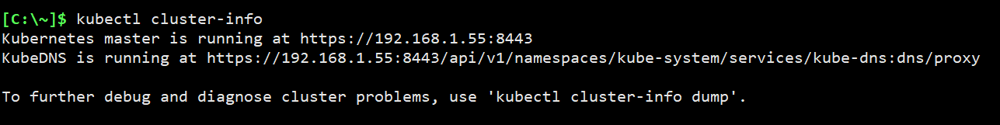 [C:\~]$ kubectl cluster-info
Kubernetes master is running at https://192.168.1.55:8443
KubeDNS is running at https://192.168.1.55:8443/api/v1/namespaces/kube-system/services/kube-dns:dns/proxy
To further debug and diagnose cluster problems, use 'kubectl cluster-info dump'.